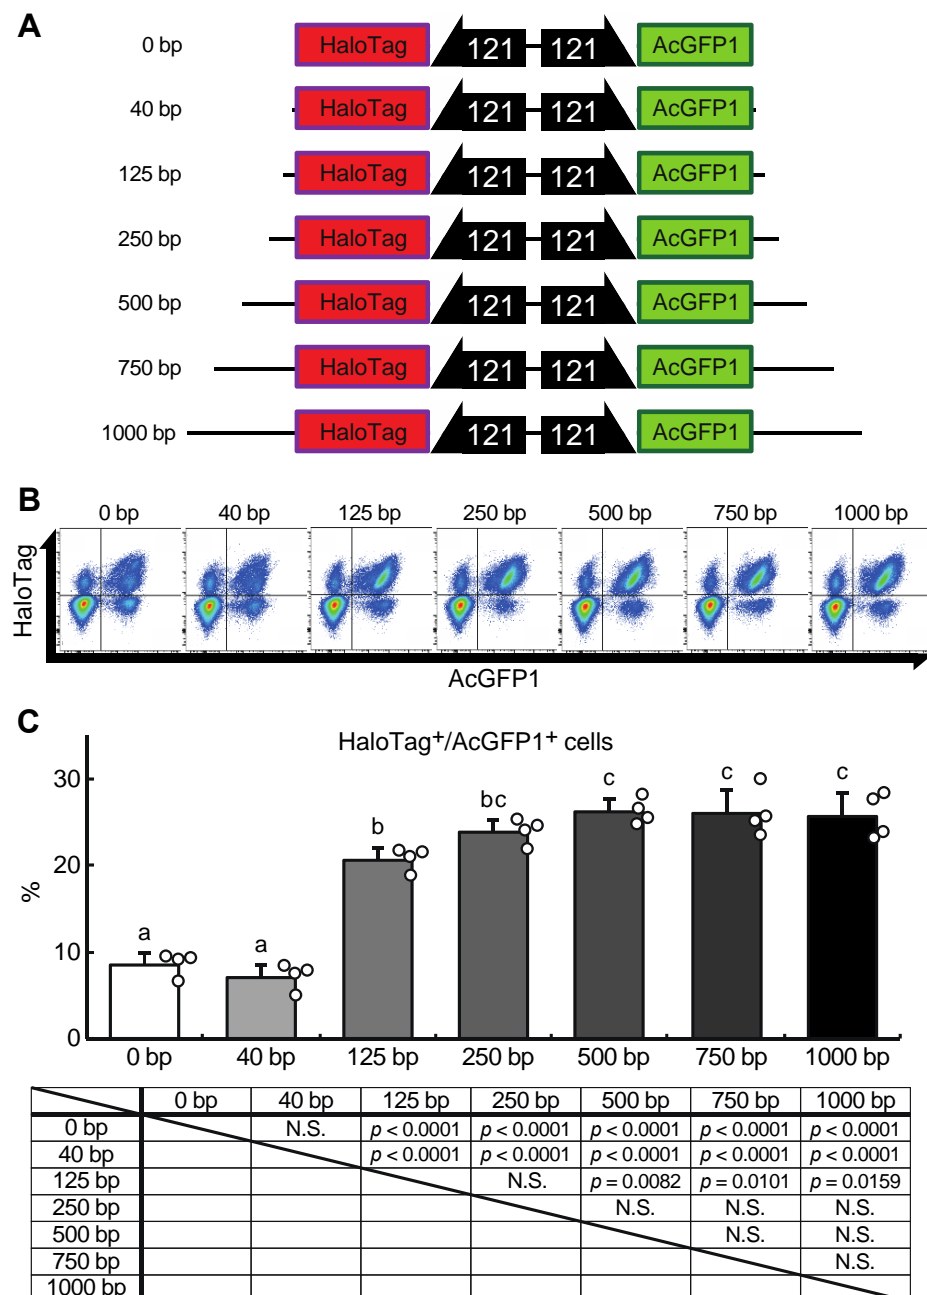 A
0 bp HaloTag 121 121 AcGFP1
40 bp HaloTag 121 121 AcGFP1
125 bp HaloTag 121 121 AcGFP1
250 bp HaloTag 121 121 AcGFP1
500 bp HaloTag 121 121 AcGFP1
750 bp HaloTag 121 121 AcGFP1
1000 bp HaloTag 121 121 AcGFP1
B
0 bp 40 bp 125 bp 250 bp 500 bp 750 bp 1000 bp
HaloTag
AcGFP1
C
HaloTag+/AcGFP1+ cells
%
30
20
10
0
a a b bc c c c
0 bp 40 bp 125 bp 250 bp 500 bp 750 bp 1000 bp
0 bp 40 bp 125 bp 250 bp 500 bp 750 bp 1000 bp
0 bp N.S. p < 0.0001 p < 0.0001 p < 0.0001 p < 0.0001 p < 0.0001
40 bp p < 0.0001 p < 0.0001 p < 0.0001 p < 0.0001 p < 0.0001
125 bp N.S. p = 0.0082 p = 0.0101 p = 0.0159
250 bp N.S. N.S. N.S.
500 bp N.S. N.S.
750 bp N.S.
1000 bp